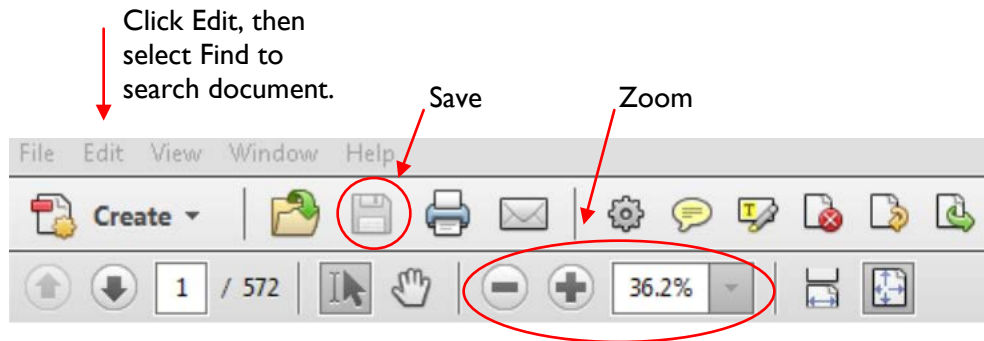 Click Edit, then
select Find to
search document.
Save Zoom
File Edit View Window Help
Create
1 / 572 36.2%